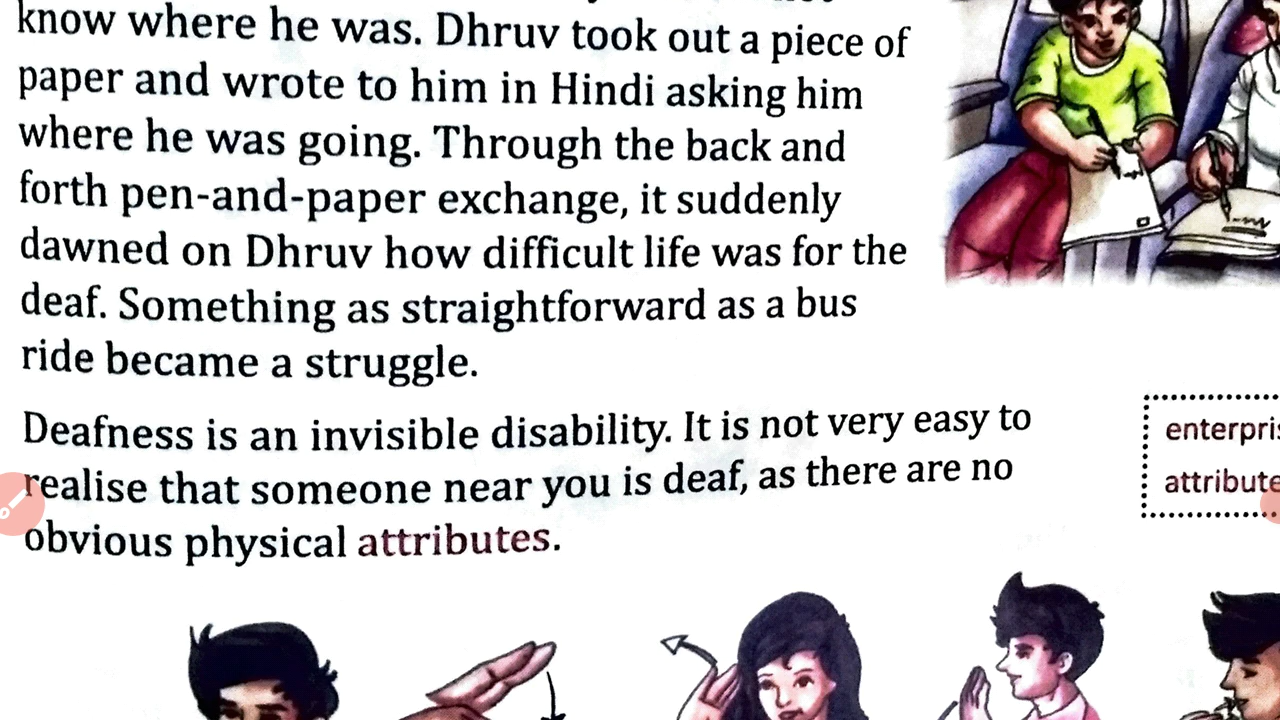 know where he was. Dhruv took out a piece of
paper and wrote to him in Hindi asking him
where he was going. Through the back and
forth pen-and-paper exchange, it suddenly
dawned on Dhruv how difficult life was for the
deaf. Something as straightforward as a bus
ride became a struggle.
Deafness is an invisible disability. It is not very easy to
realise that someone near you is deaf, as there are no
obvious physical attributes.
attribute